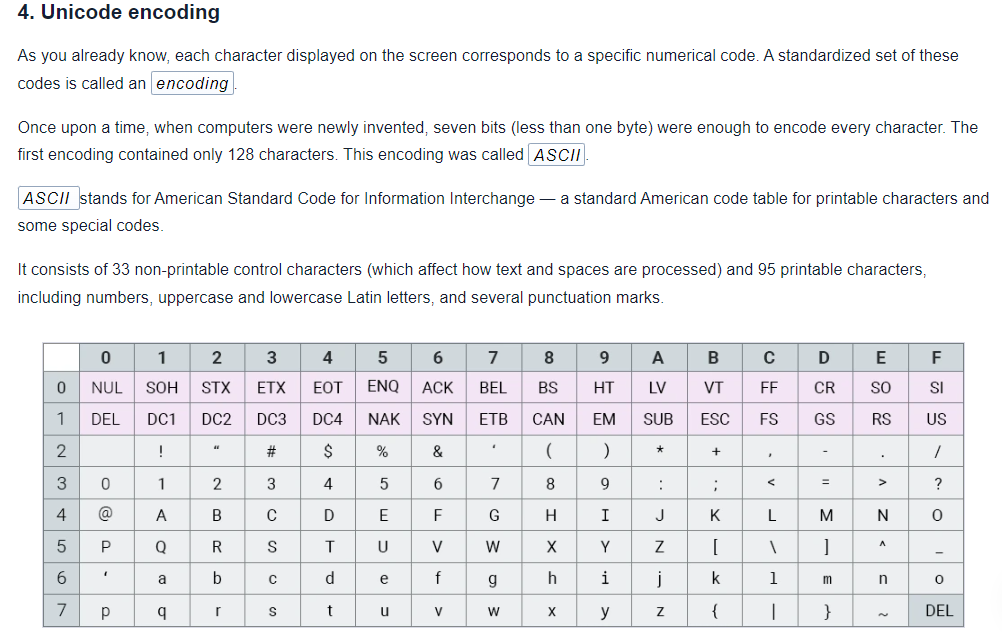 4. Unicode encoding
As you already know, each character displayed on the screen corresponds to a specific numerical code. A standardized set of these
codes is called an encoding.
Once upon a time, when computers were newly invented, seven bits (less than one byte) were enough to encode every character. The
first encoding contained only 128 characters. This encoding was called ASCII.
ASCII stands for American Standard Code for Information Interchange — a standard American code table for printable characters and
some special codes.
It consists of 33 non-printable control characters (which affect how text and spaces are processed) and 95 printable characters,
including numbers, uppercase and lowercase Latin letters, and several punctuation marks.
0 1 2 3 4 5 6 7 8 9 A B C D E F
0 NUL SOH STX ETX EOT ENQ ACK BEL BS HT LV VT FF CR SO SI
1 DEL DC1 DC2 DC3 DC4 NAK SYN ETB CAN EM SUB ESC FS GS RS US
2 ! “ # $ % & ' ( ) * + , - . /
3 0 1 2 3 4 5 6 7 8 9 : ; < = > ?
4 @ A B C D E F G H I J K L M N O
5 P Q R S T U V W X Y Z [ \ ] ^ _
6 ‘ a b c d e f g h i j k l m n o
7 p q r s t u v w x y z { | } ~ DEL